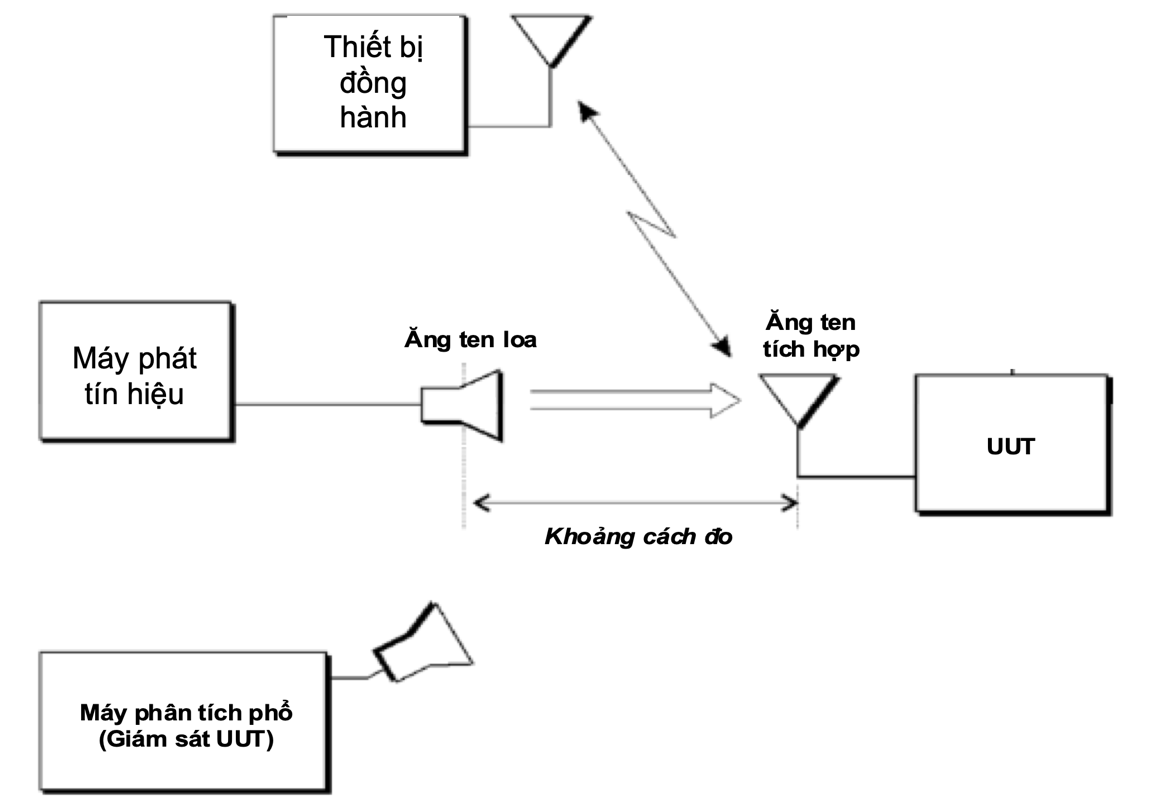 Thiết bị
đồng
hành
Máy phát
tín hiệu
Ăng ten loa
Ăng ten
tích hợp
UUT
Khoảng cách đo
Máy phân tích phổ
(Giám sát UUT)